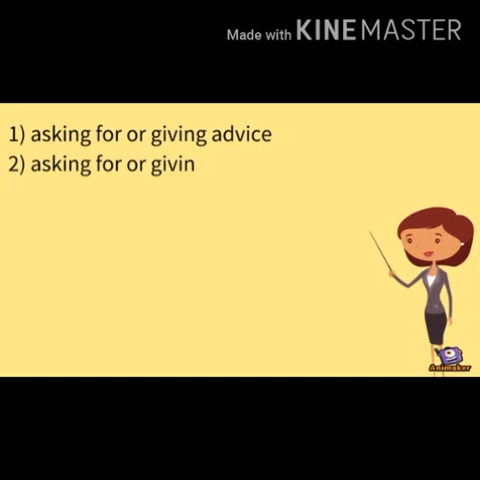 Made with KINEMASTER
1) asking for or giving advice
2) asking for or givin
Animaker